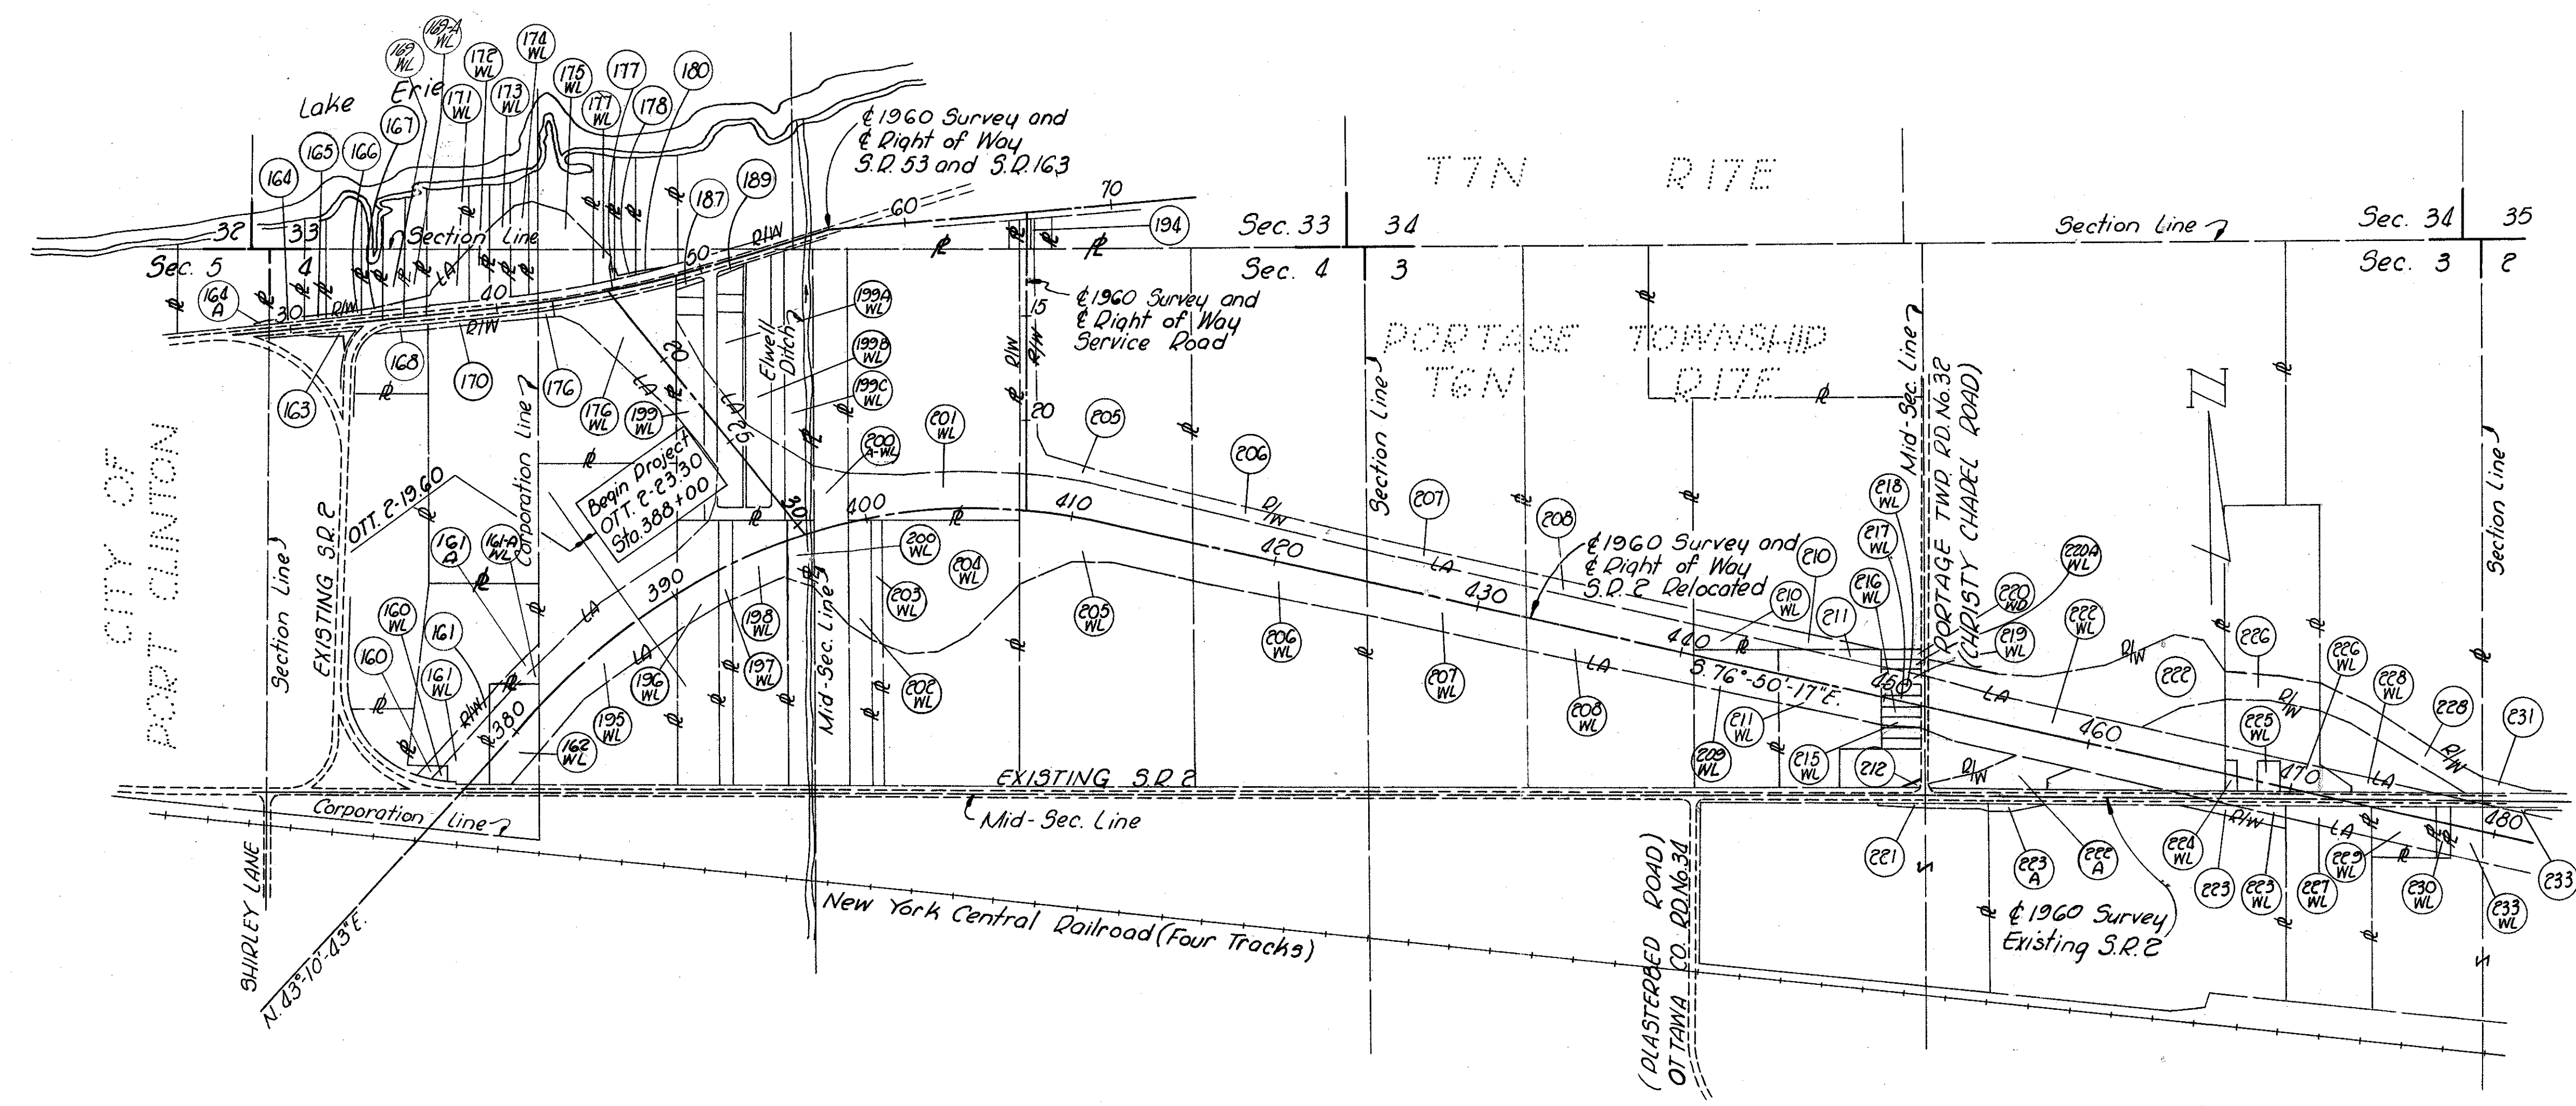 169 WL
169-A WL
172 WL
174 WL
175 WL
177
180
Lake Erie
171 WL
173 WL
177 WL
178
167
164
165
166
189
187
℄ 1960 Survey and
℄ Right of Way
S.R. 53 and S.R. 163
T7N R17E
60
70
194
32 33
Section Line
R/W
50
Sec. 33 34
Section Line
Sec. 34 35
Sec. 5 4
LA
40
Sec. 4 3
Sec. 3 2
164 A
30
R/W
R/W
163
168
170
176
176 WL
199 WL
20
25
30
LA
LA
Elwell
Ditch
199A WL
199B WL
199C WL
℄ 1960 Survey and
℄ Right of Way
Service Road
15
20
R/W
R/W
PORTAGE TOWNSHIP
T6N R17E
Section Line
Mid-Sec. Line
PORTAGE TWP. RD. No. 32
(CHRISTY CHAPEL ROAD)
Section Line
CITY OF
PORT CLINTON
Section Line
EXISTING S.R. 2
OTT. 2-19.60
Corporation Line
Begin Project
OTT. 2-23.30
Sta. 388+00
200 A-WL
201 WL
205
206
207
208
R/W
LA
400
410
420
430
440
450
460
470
480
℄ 1960 Survey and
℄ Right of Way
S.R. 2 Relocated
210
210 WL
211
216 WL
217 WL
218 WL
220A WL
220 WD
219 WL
222 WL
R/W
222
226
226 WL
R/W
228 WL
228
R/W
231
161 A
161-A WL
160 WL
160
161
161 WL
R/W
LA
LA
380
390
162 WL
195 WL
196 WL
197 WL
198 WL
Mid-Sec. Line
200 WL
202 WL
203 WL
204 WL
205 WL
206 WL
207 WL
LA
208 WL
S. 76°-50'-17" E.
209 WL
211 WL
215 WL
212
R/W
LA
225 WL
LA
EXISTING S.R. 2
Mid-Sec. Line
Corporation Line
SHIRLEY LANE
N. 43°-10'-43" E.
New York Central Railroad (Four Tracks)
(PLASTERBED ROAD)
OTTAWA CO. RD. No. 34
221
223 A
222 A
224 WL
223
R/W
223 WL
227 WL
LA
229 WL
230 WL
233 WL
233
℄ 1960 Survey
Existing S.R. 2